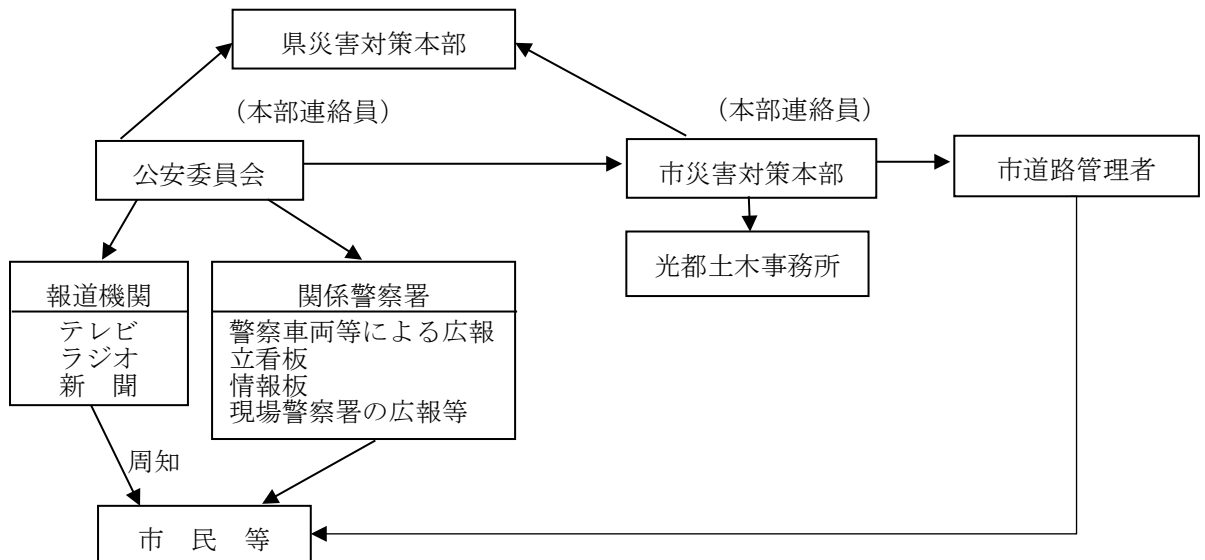 県災害対策本部
（本部連絡員）
（本部連絡員）
公安委員会
市災害対策本部
市道路管理者
光都土木事務所
報道機関
テレビ
ラジオ
新　聞
関係警察署
警察車両等による広報
立看板
情報板
現場警察署の広報等
周知
市　民　等